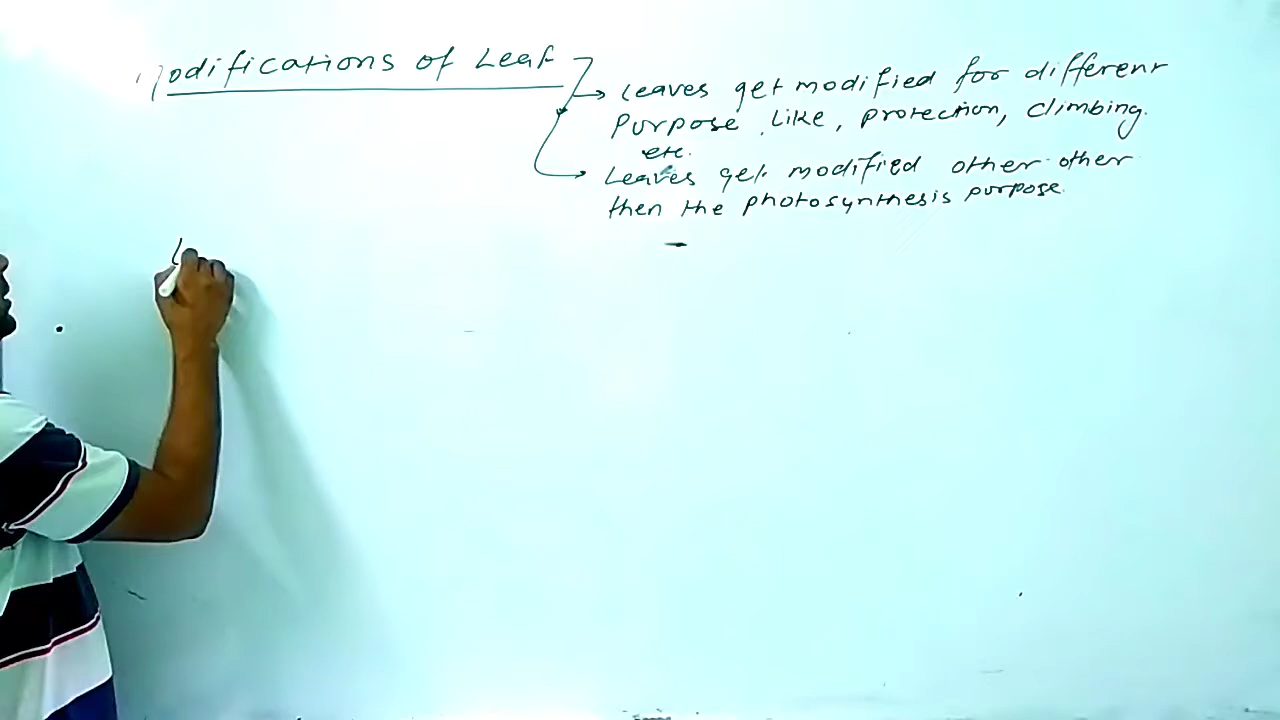 Modifications of Leaf
Leaves get modified for different
Purpose Like, protection, climbing.
etc.
Leaves get modified other other
then the photosynthesis purpose.